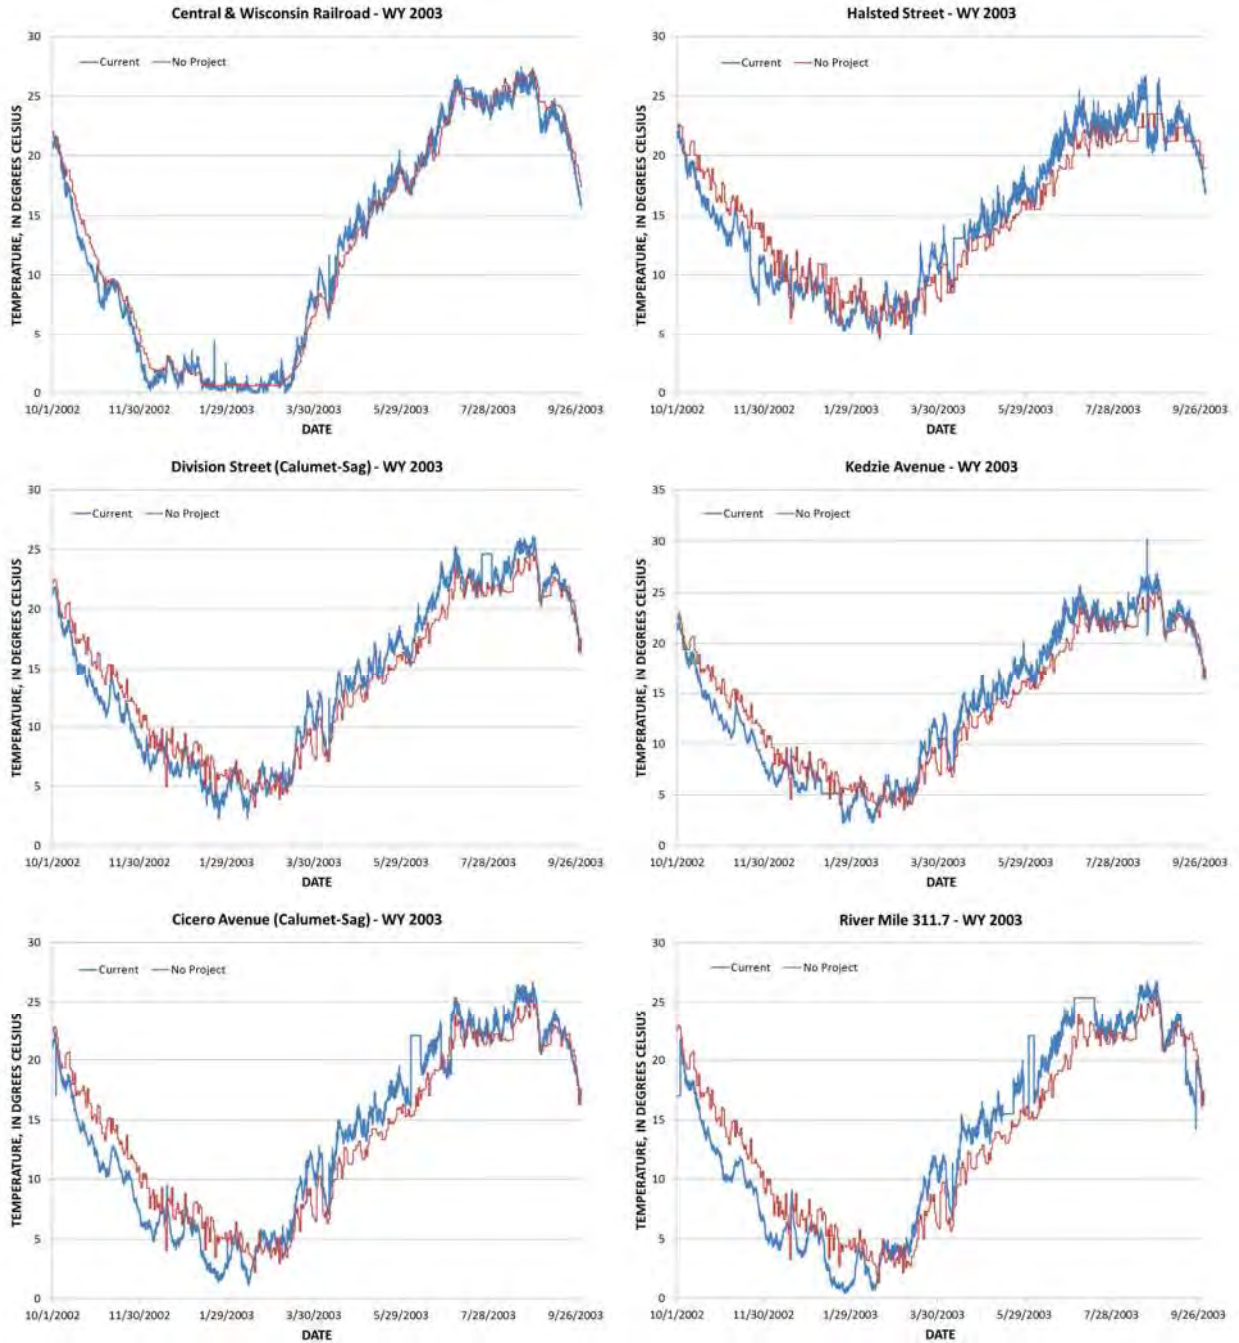 Central & Wisconsin Railroad - WY 2003
30
25
20
15
10
5
0
Current
No Project
TEMPERATURE, IN DEGREES CELSIUS
10/1/2002 11/30/2002 1/29/2003 3/30/2003 5/29/2003 7/28/2003 9/26/2003
DATE
Halsted Street - WY 2003
30
25
20
15
10
5
0
Current
No Project
TEMPERATURE, IN DEGREES CELSIUS
10/1/2002 11/30/2002 1/29/2003 3/30/2003 5/29/2003 7/28/2003 9/26/2003
DATE
Division Street (Calumet-Sag) - WY 2003
30
25
20
15
10
5
0
Current
No Project
TEMPERATURE, IN DEGREES CELSIUS
10/1/2002 11/30/2002 1/29/2003 3/30/2003 5/29/2003 7/28/2003 9/26/2003
DATE
Kedzie Avenue - WY 2003
35
30
25
20
15
10
5
0
Current
No Project
TEMPERATURE, IN DEGREES CELSIUS
10/1/2002 11/30/2002 1/29/2003 3/30/2003 5/29/2003 7/28/2003 9/26/2003
DATE
Cicero Avenue (Calumet-Sag) - WY 2003
30
25
20
15
10
5
0
Current
No Project
TEMPERATURE, IN DGREES CELSIUS
10/1/2002 11/30/2002 1/29/2003 3/30/2003 5/29/2003 7/28/2003 9/26/2003
DATE
River Mile 311.7 - WY 2003
30
25
20
15
10
5
0
Current
No Project
TEMPERATURE, IN DEGREES CELSIUS
10/1/2002 11/30/2002 1/29/2003 3/30/2003 5/29/2003 7/28/2003 9/26/2003
DATE